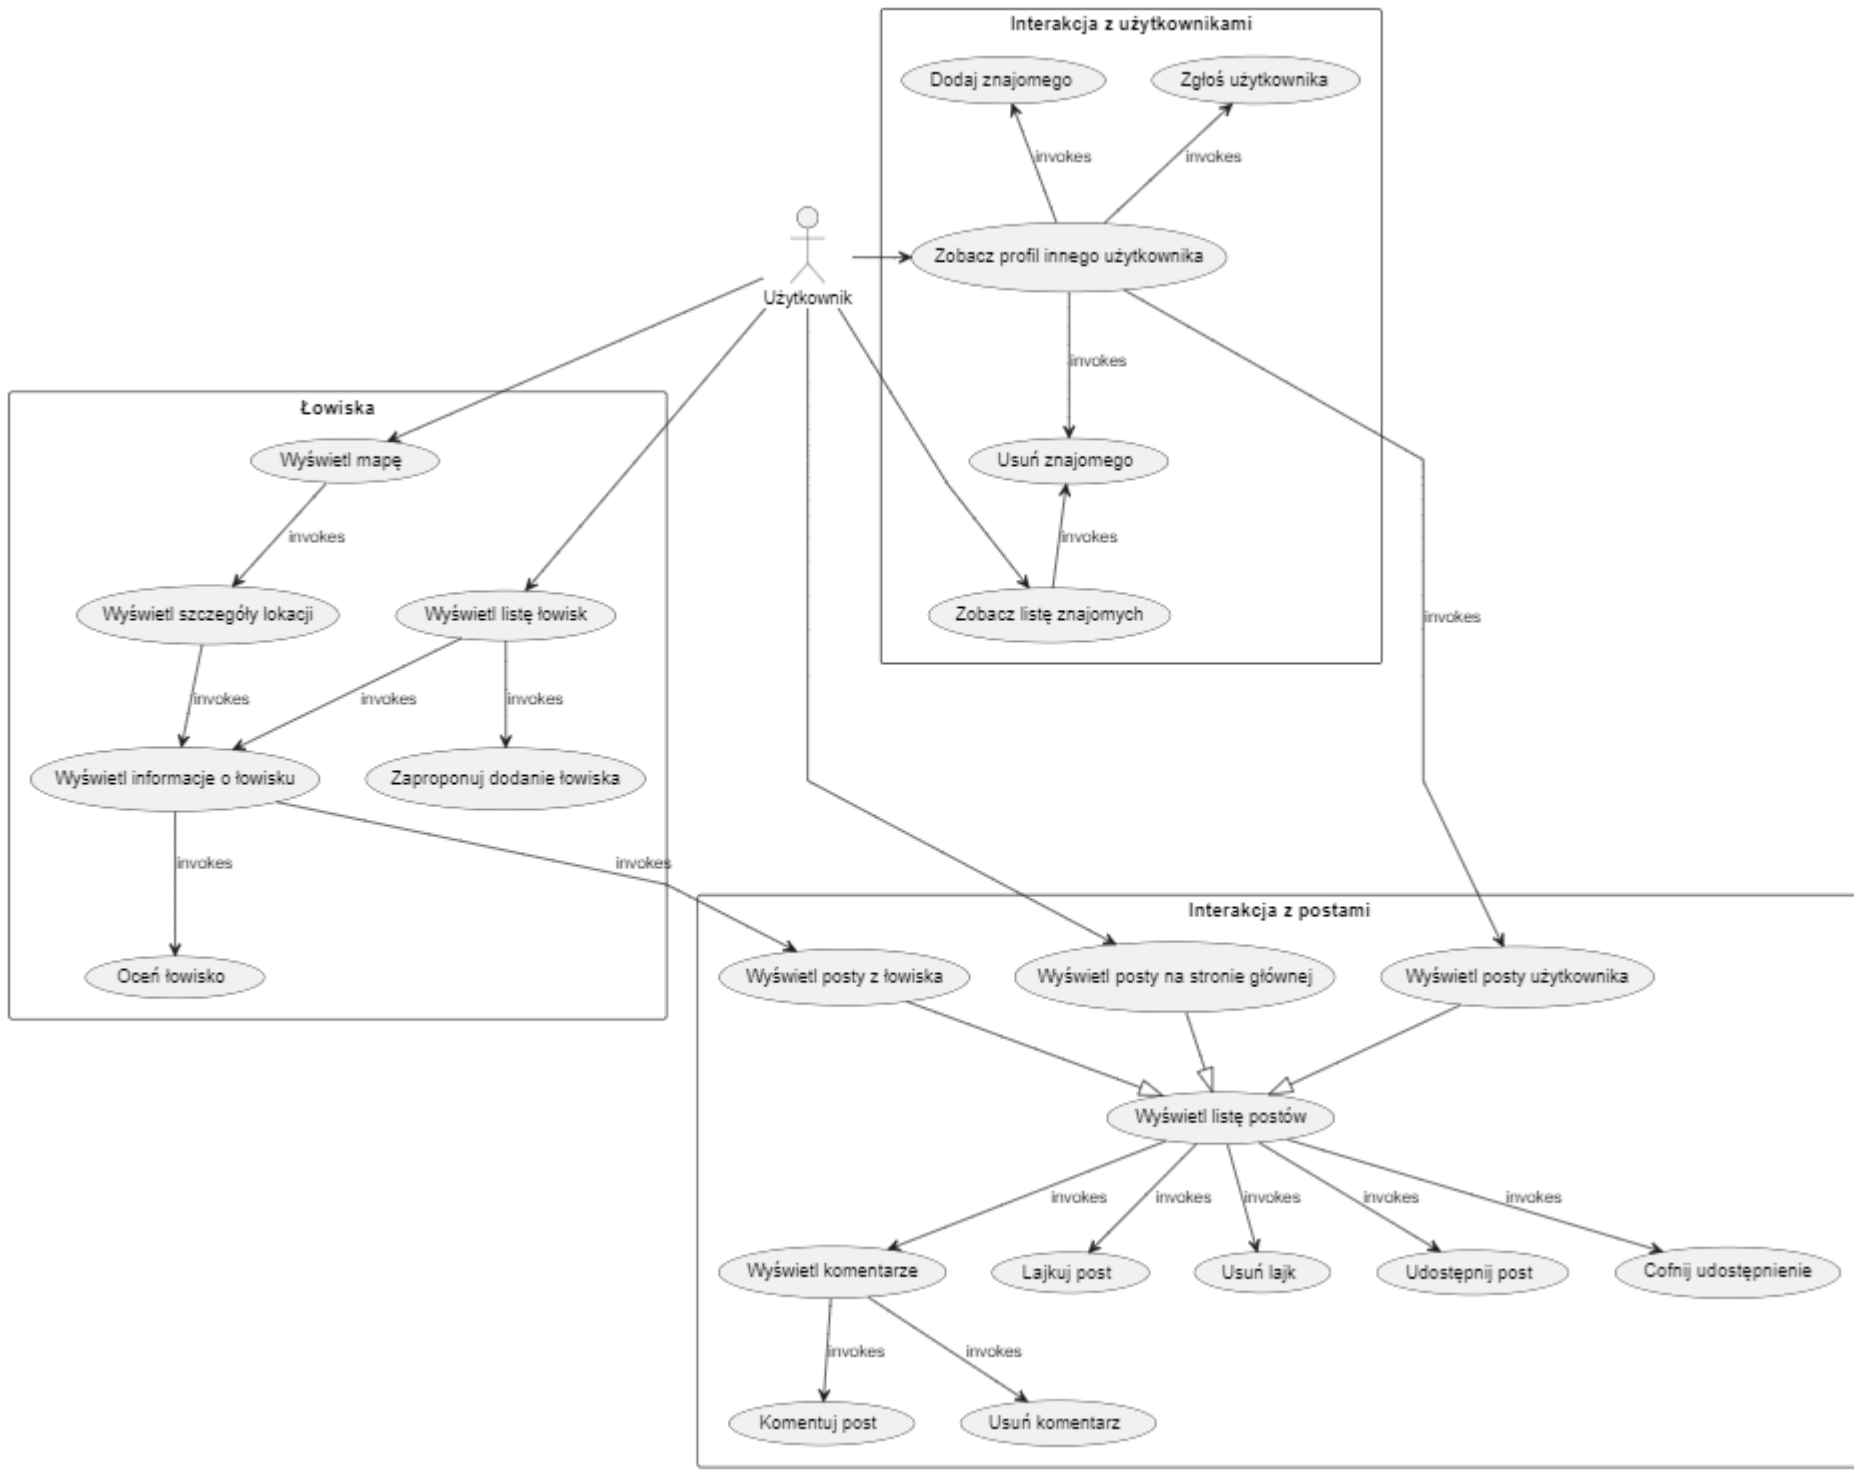 Interakcja z użytkownikami
Dodaj znajomego
Zgłoś użytkownika
invokes
invokes
Zobacz profil innego użytkownika
Użytkownik
invokes
Łowiska
Wyświetl mapę
Usuń znajomego
invokes
invokes
Wyświetl szczegóły lokacji
Wyświetl listę łowisk
Zobacz listę znajomych
invokes
invokes
invokes
invokes
Wyświetl informacje o łowisku
Zaproponuj dodanie łowiska
invokes
invokes
Interakcja z postami
Oceń łowisko
Wyświetl posty z łowiska
Wyświetl posty na stronie głównej
Wyświetl posty użytkownika
Wyświetl listę postów
invokes
invokes
invokes
invokes
invokes
Wyświetl komentarze
Lajkuj post
Usuń lajk
Udostępnij post
Cofnij udostępnienie
invokes
invokes
Komentuj post
Usuń komentarz